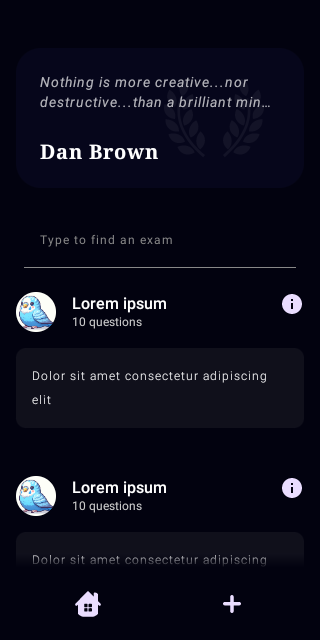 Nothing is more creative...nor
destructive...than a brilliant min...
Dan Brown
Type to find an exam
Lorem ipsum
10 questions
Dolor sit amet consectetur adipiscing
elit
Lorem ipsum
10 questions
Dolor sit amet consectetur adipiscing